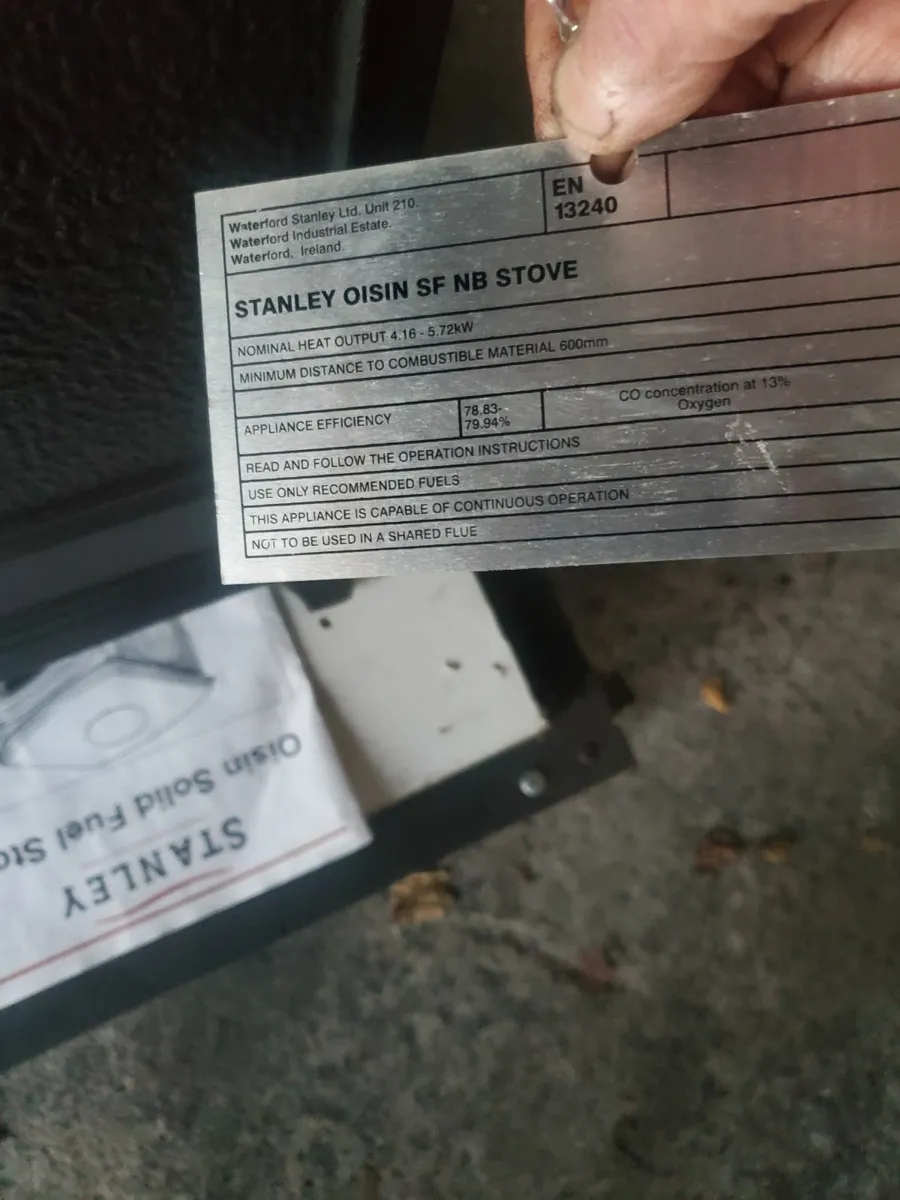 Waterford Stanley Ltd. Unit 210.
Waterford Industrial Estate.
Waterford, Ireland.
EN
13240
STANLEY OISIN SF NB STOVE
NOMINAL HEAT OUTPUT 4.16 - 5.72kW
MINIMUM DISTANCE TO COMBUSTIBLE MATERIAL 600mm
APPLIANCE EFFICIENCY
78.83-
79.94%
CO concentration at 13%
Oxygen
READ AND FOLLOW THE OPERATION INSTRUCTIONS
USE ONLY RECOMMENDED FUELS
THIS APPLIANCE IS CAPABLE OF CONTINUOUS OPERATION
NOT TO BE USED IN A SHARED FLUE
STANLEY
Oisin Solid Fuel Sto